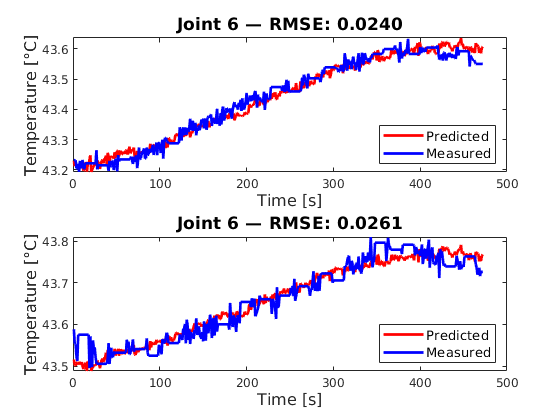 Joint 6 — RMSE: 0.0240
Temperature [°C]
43.6
43.5
43.4
43.3
43.2
Predicted
Measured
0 100 200 300 400 500
Time [s]
Joint 6 — RMSE: 0.0261
Temperature [°C]
43.8
43.7
43.6
43.5
Predicted
Measured
0 100 200 300 400 500
Time [s]